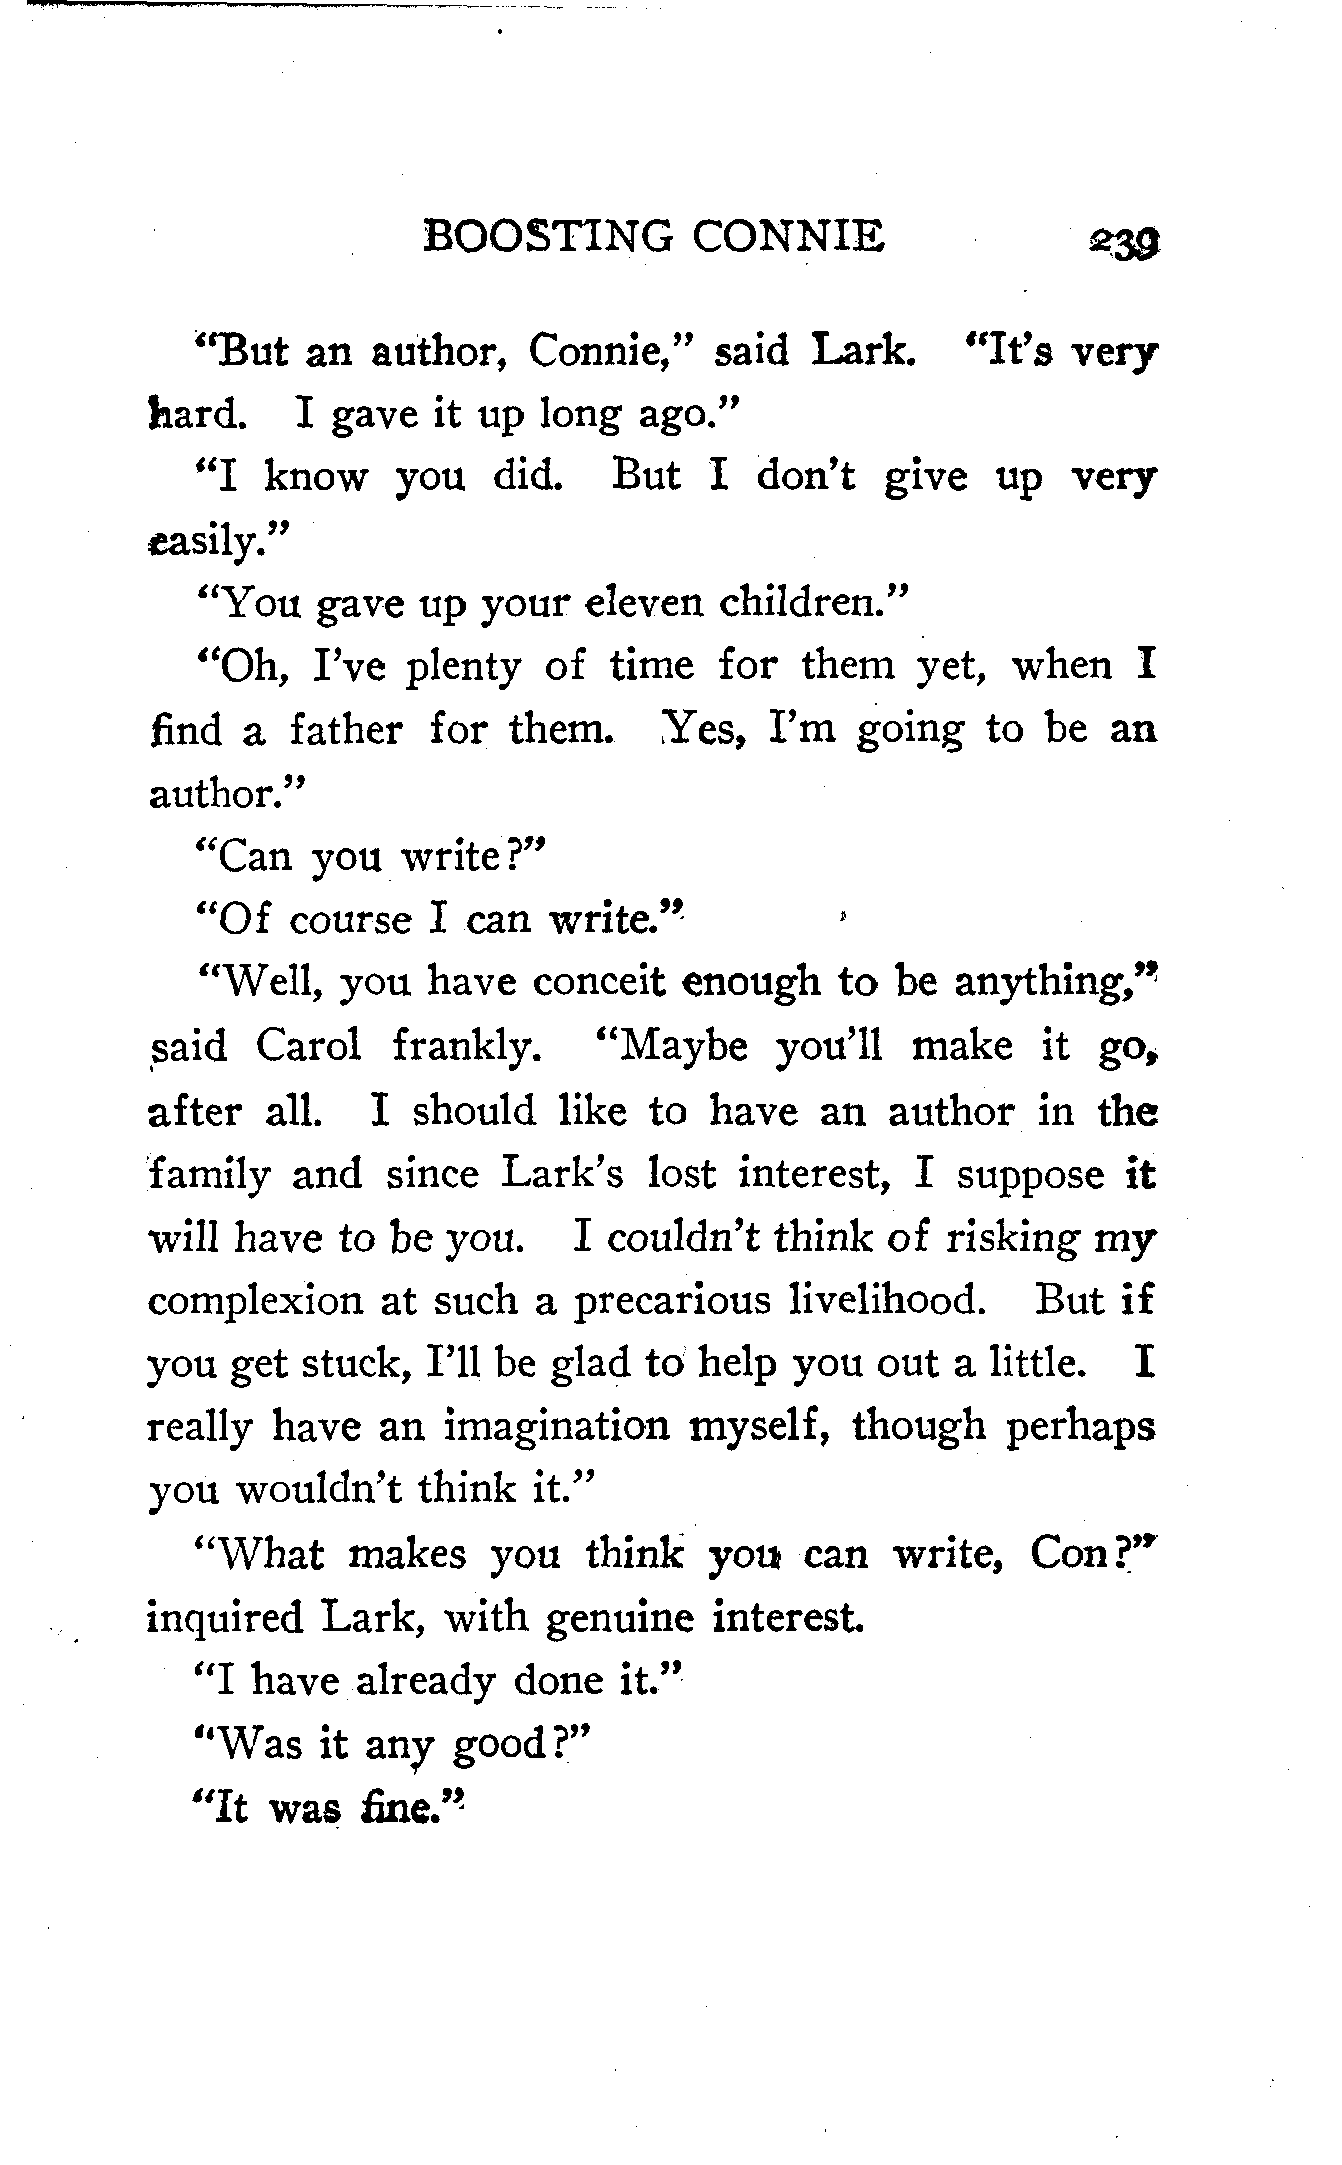 BOOSTING CONNIE 239
“But an author, Connie,” said Lark. “It’s very
hard. I gave it up long ago.”
“I know you did. But I don’t give up very
easily.”
“You gave up your eleven children.”
“Oh, I’ve plenty of time for them yet, when I
find a father for them. Yes, I’m going to be an
author.”
“Can you write?”
“Of course I can write.”
“Well, you have conceit enough to be anything,”
said Carol frankly. “Maybe you’ll make it go,
after all. I should like to have an author in the
family and since Lark’s lost interest, I suppose it
will have to be you. I couldn’t think of risking my
complexion at such a precarious livelihood. But if
you get stuck, I’ll be glad to help you out a little. I
really have an imagination myself, though perhaps
you wouldn’t think it.”
“What makes you think you can write, Con?”
inquired Lark, with genuine interest.
“I have already done it.”
“Was it any good?”
“It was fine.”